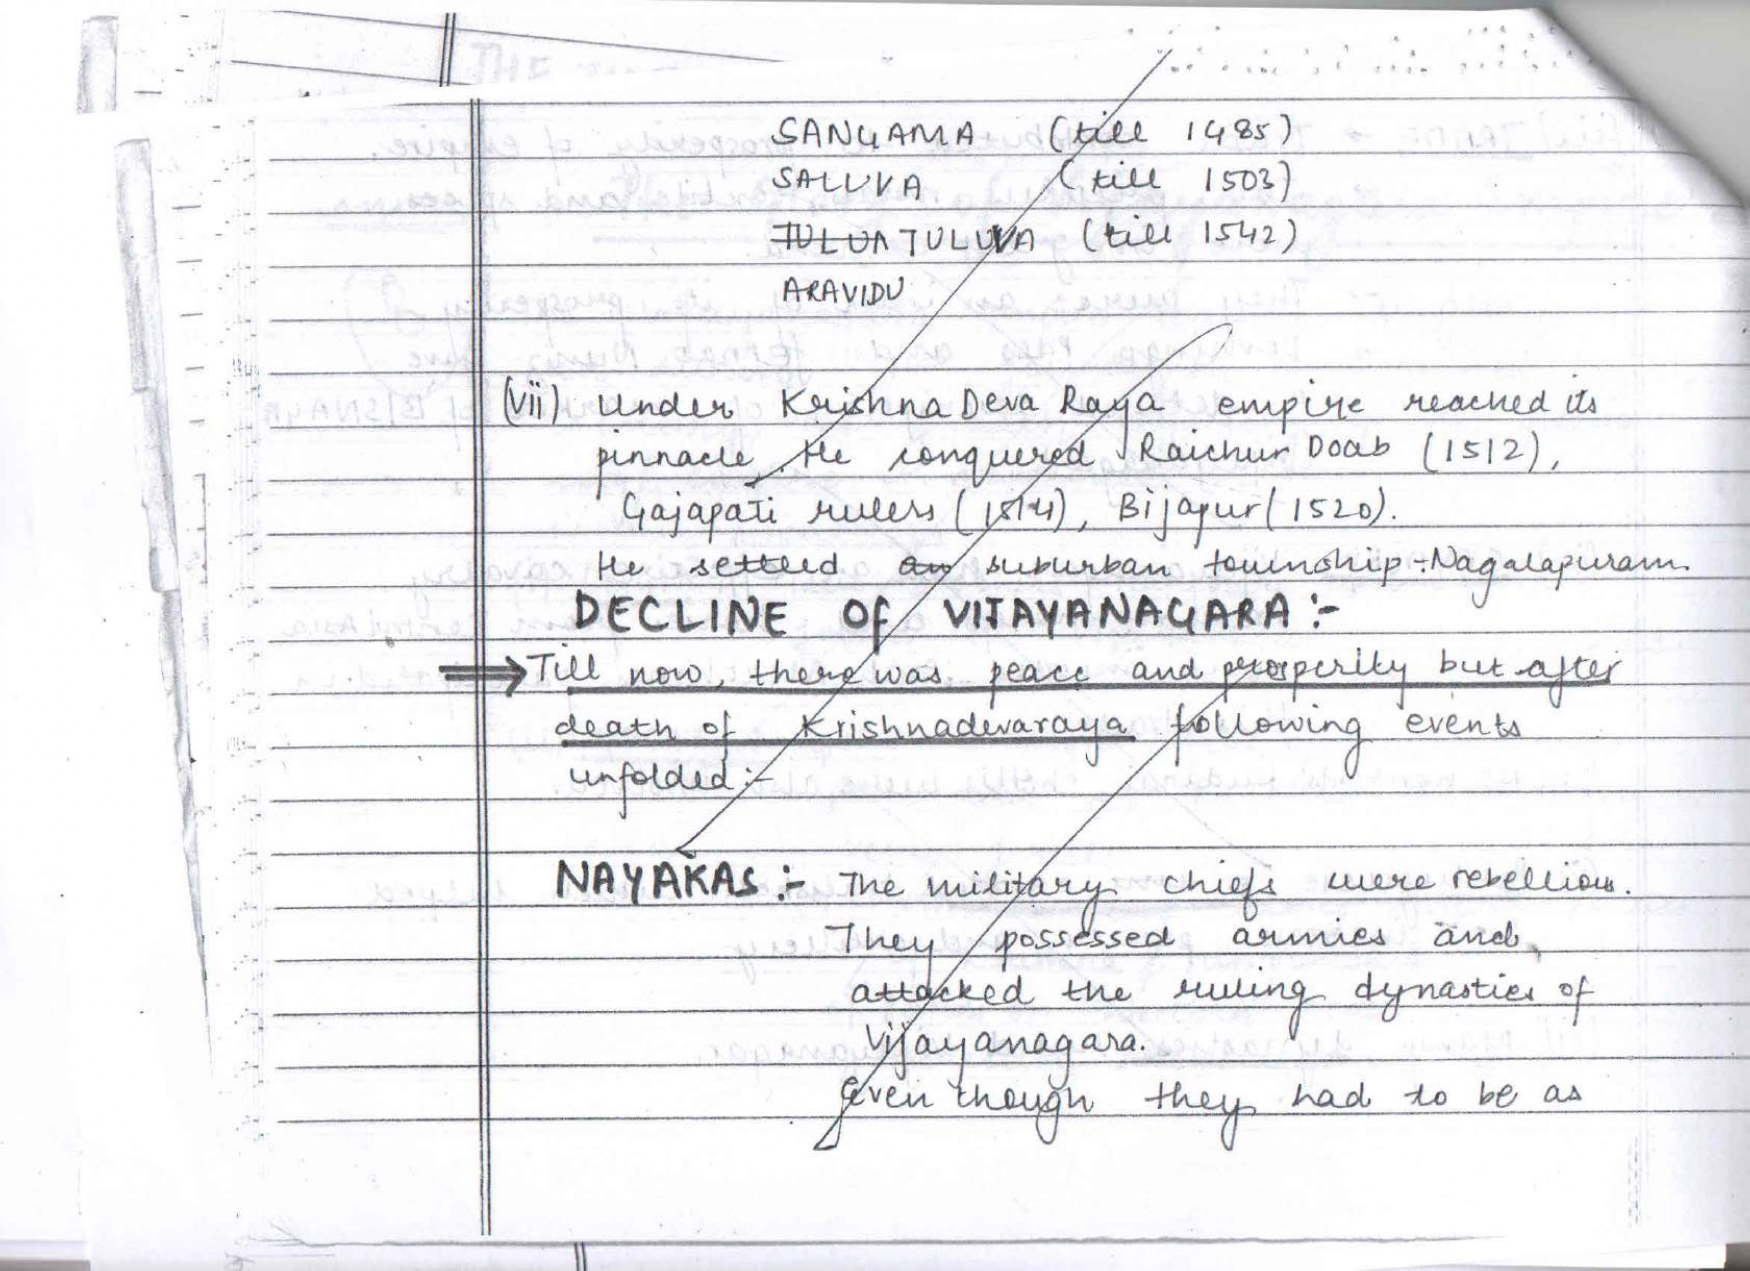 SANGAMA (till 1485)
SALUVA (till 1503)
TULUA TULUVA (till 1542)
ARAVIDU
(vii) Under Krishna Deva Raya empire reached its
pinnacle. He conquered Raichur Doab (1512),
Gajapati rulers (1514), Bijapur (1520).
He settled an suburban township :- Nagalapuram.
DECLINE OF VIJAYANAGARA :-
⇒ Till now, there was peace and prosperity but after
death of Krishnadevaraya following events
unfolded :-
NAYAKAS :- The military chiefs were rebellion.
They possessed armies and
attacked the ruling dynasties of
Vijayanagara.
Even though they had to be as